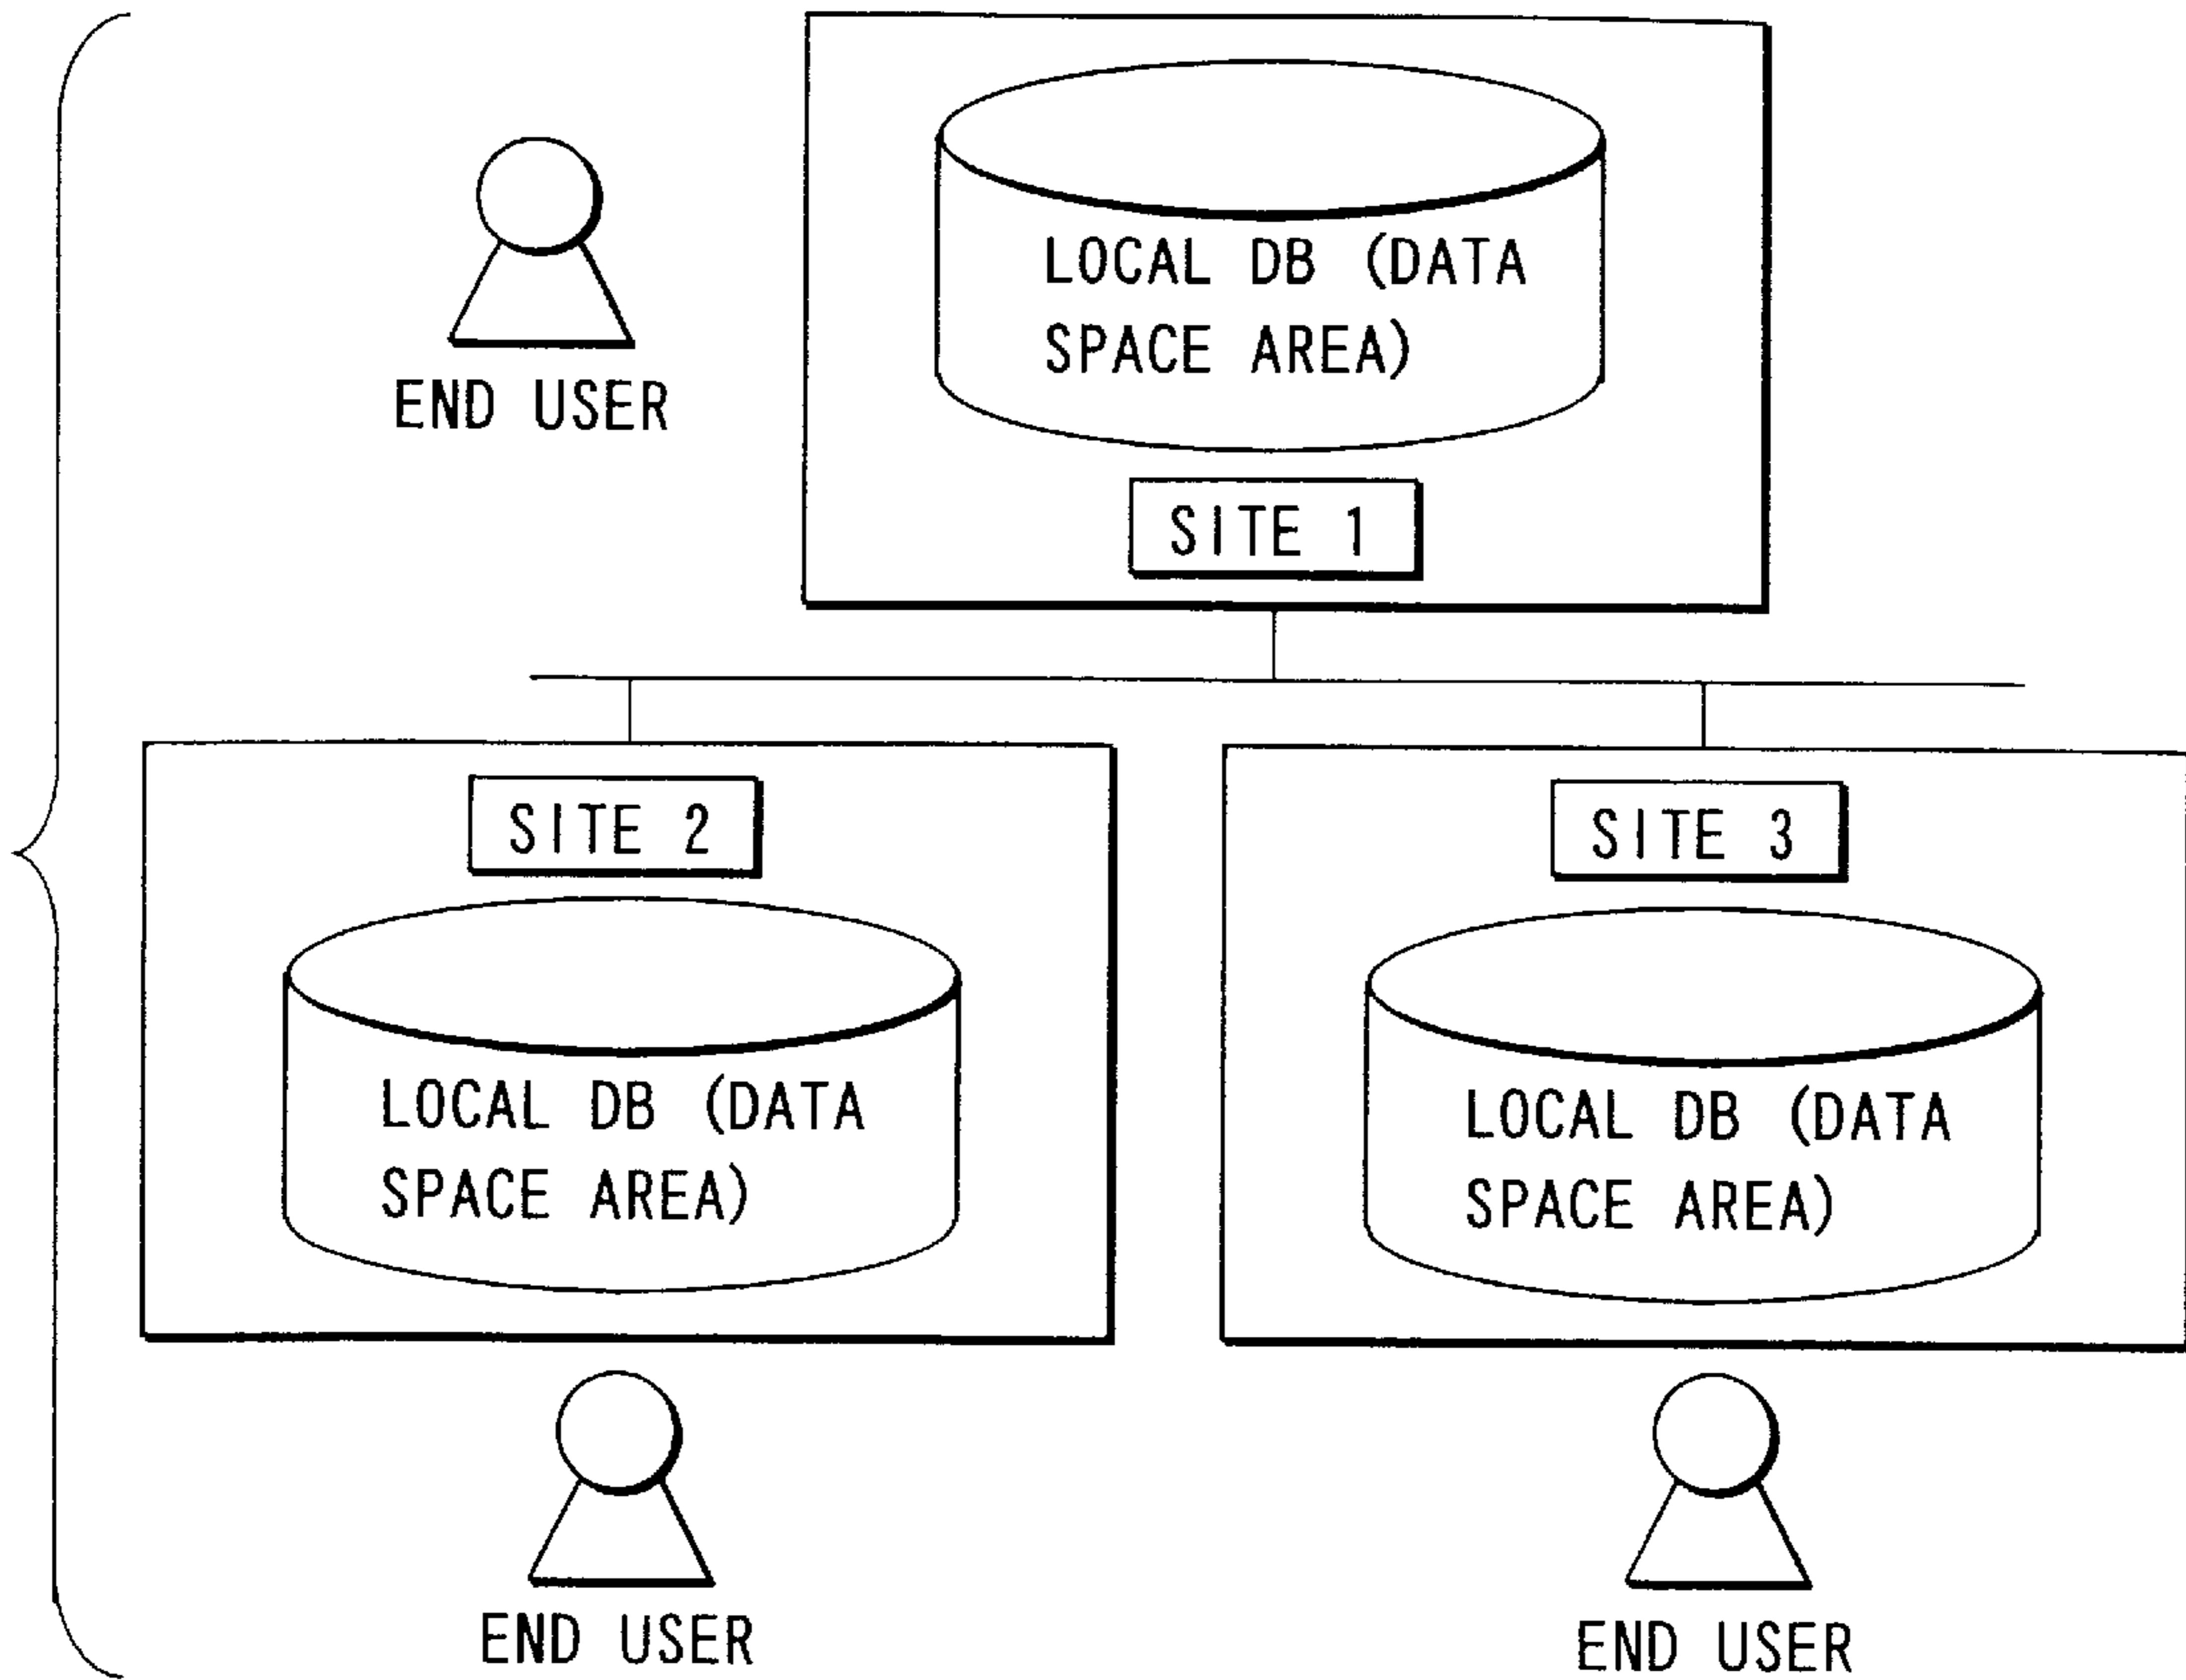 END USER
LOCAL DB (DATA
SPACE AREA)
SITE 1
SITE 2
LOCAL DB (DATA
SPACE AREA)
END USER
SITE 3
LOCAL DB (DATA
SPACE AREA)
END USER